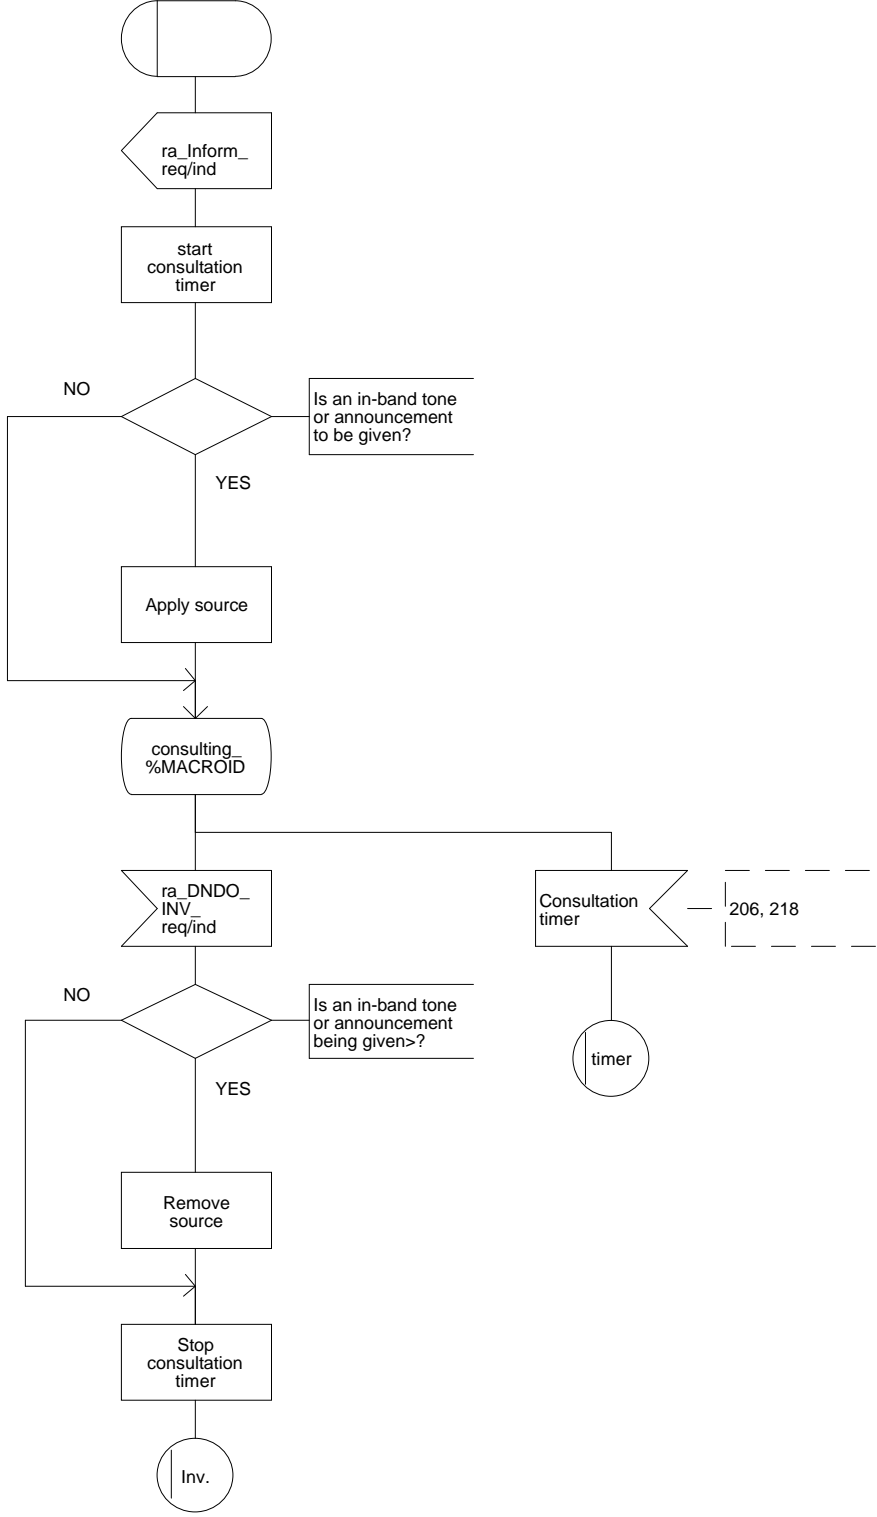 ra_Inform_
req/ind
start
consultation
timer
NO
Is an in-band tone
or announcement
to be given?
YES
Apply source
consulting_
%MACROID
ra_DNDO_
INV_
req/ind
Consultation
timer
206, 218
NO
Is an in-band tone
or announcement
being given>?
timer
YES
Remove
source
Stop
consultation
timer
Inv.